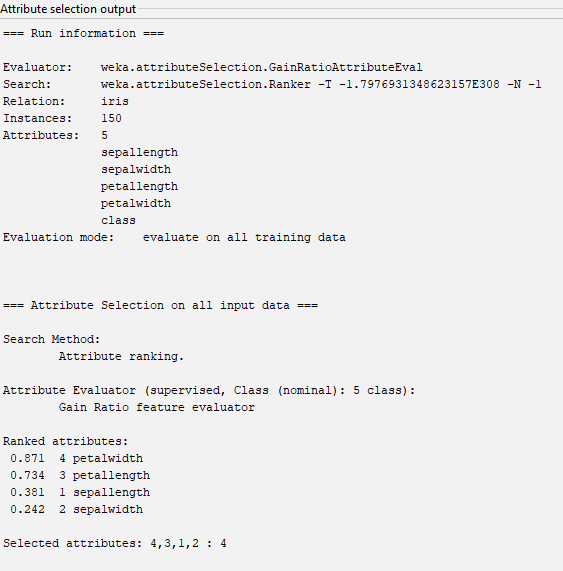 Attribute selection output
=== Run information ===
Evaluator:    weka.attributeSelection.GainRatioAttributeEval
Search:       weka.attributeSelection.Ranker -T -1.7976931348623157E308 -N -1
Relation:     iris
Instances:    150
Attributes:   5
              sepallength
              sepalwidth
              petallength
              petalwidth
              class
Evaluation mode:    evaluate on all training data
=== Attribute Selection on all input data ===
Search Method:
        Attribute ranking.
Attribute Evaluator (supervised, Class (nominal): 5 class):
        Gain Ratio feature evaluator
Ranked attributes:
 0.871  4 petalwidth
 0.734  3 petallength
 0.381  1 sepallength
 0.242  2 sepalwidth
Selected attributes: 4,3,1,2 : 4